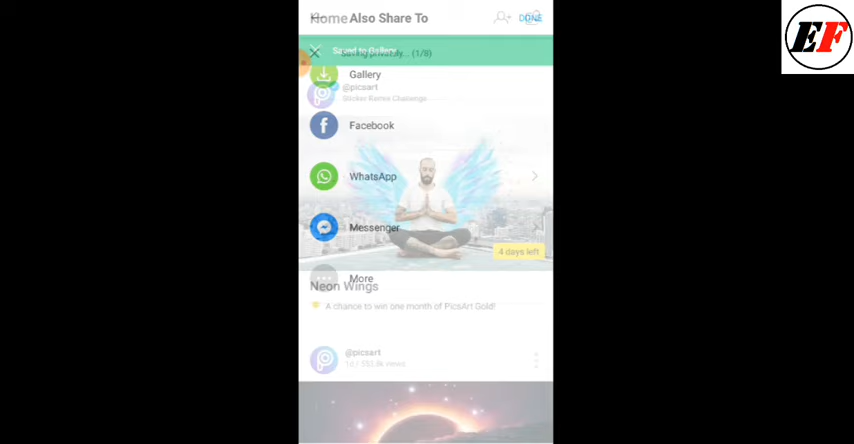 Home
Also Share To
DONE
EF
Saved to Gallery
Saving privately... (1/8)
Gallery
@picsart
Sticker Remix Challenge
Facebook
WhatsApp
Messenger
4 days left
More
Neon Wings
A chance to win one month of PicsArt Gold!
@picsart